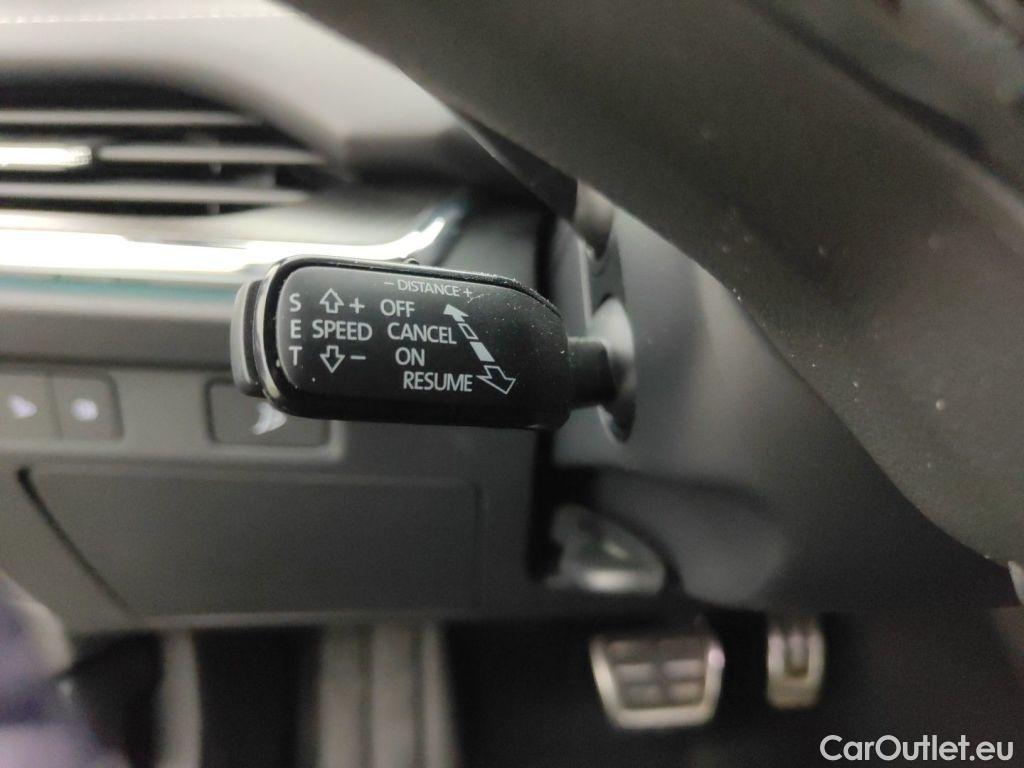 - DISTANCE +
S + OFF
E SPEED CANCEL
T - ON
RESUME
CarOutlet.eu